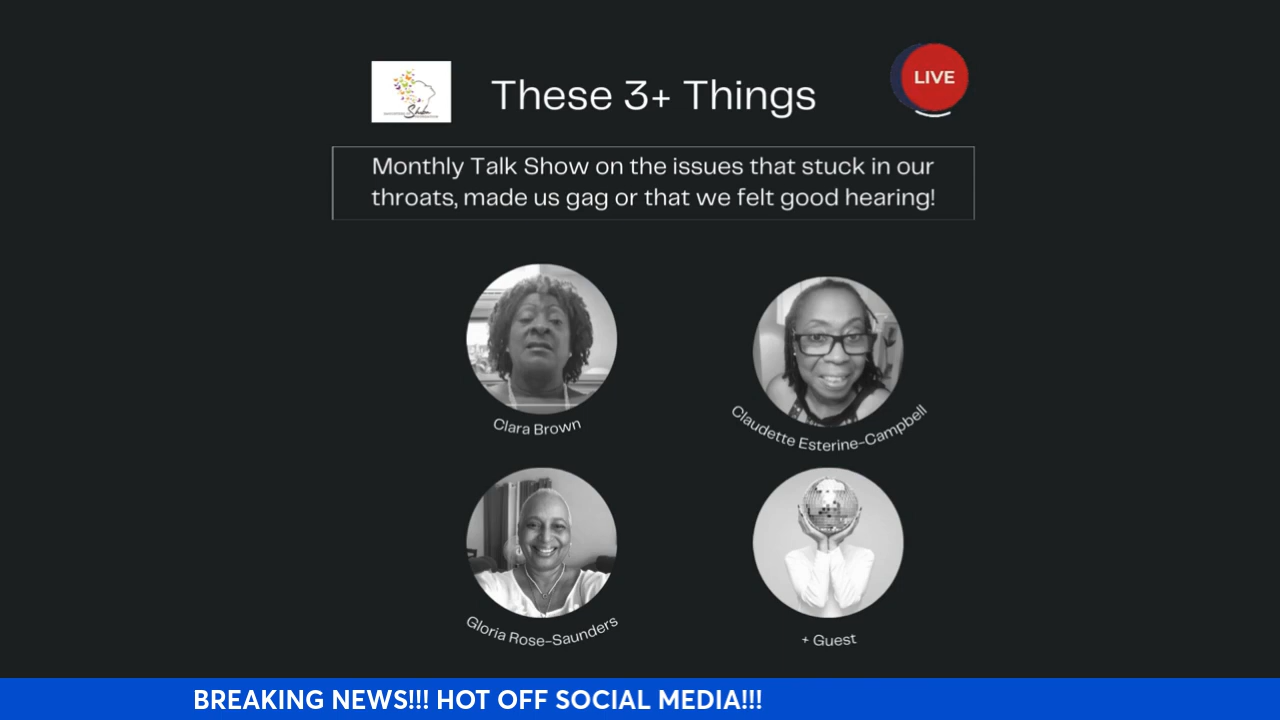 These 3+ Things
LIVE
Monthly Talk Show on the issues that stuck in our
throats, made us gag or that we felt good hearing!
Clara Brown
Claudette Esterine-Campbell
Gloria Rose-Saunders
+ Guest
BREAKING NEWS!!! HOT OFF SOCIAL MEDIA!!!